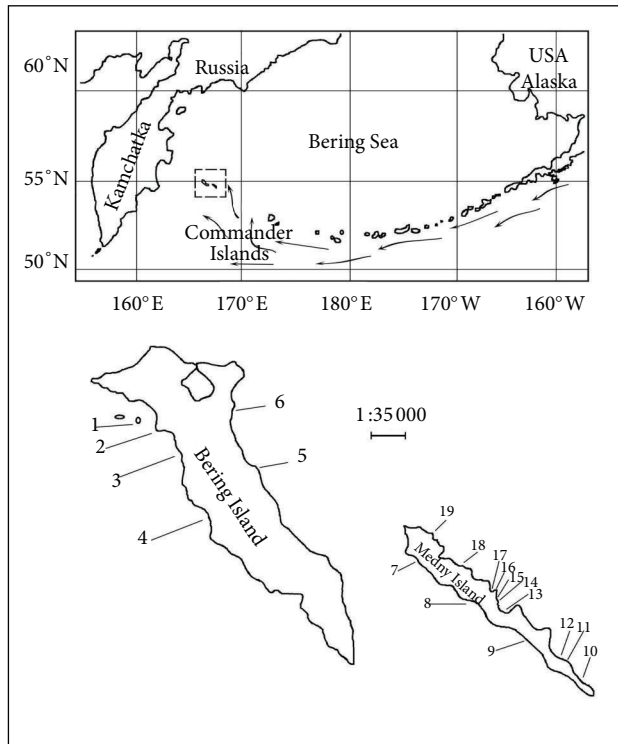 60°N
55°N
50°N
Russia
USA
Alaska
Kamchatka
Bering Sea
Commander
Islands
160°E
170°E
180°E
170°W
160°W
1
2
3
4
5
6
Bering Island
1:35 000
19
18
17
16
15
14
13
7
Medny Island
8
9
12
11
10